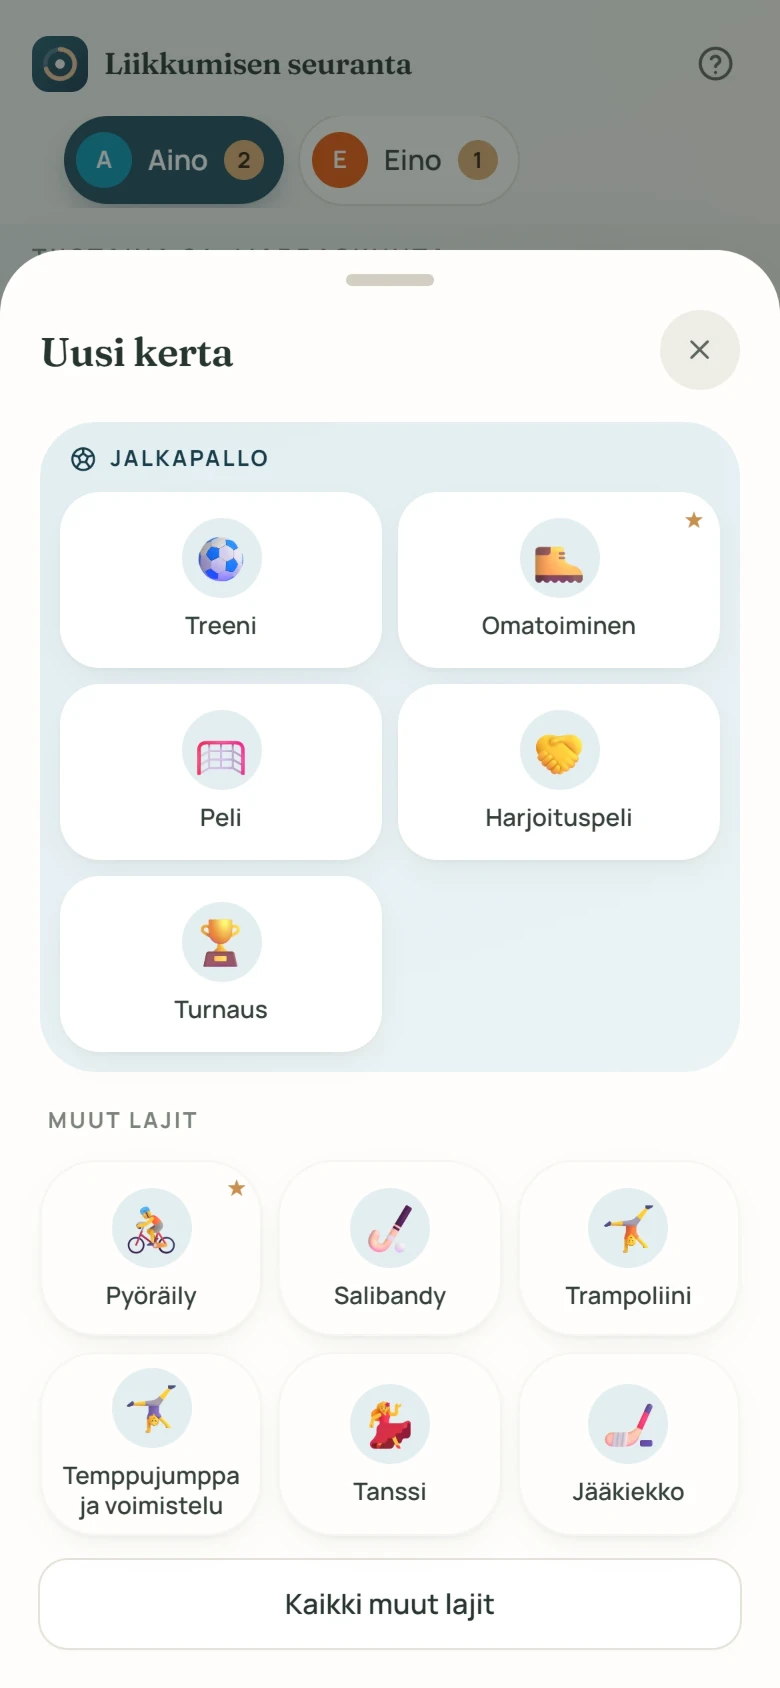 Liikkumisen seuranta
A Aino 2
E Eino 1
Uusi kerta
JALKAPALLO
Treeni
Omatoiminen
Peli
Harjoituspeli
Turnaus
MUUT LAJIT
Pyöräily
Salibandy
Trampoliini
Temppujumppa
ja voimistelu
Tanssi
Jääkiekko
Kaikki muut lajit